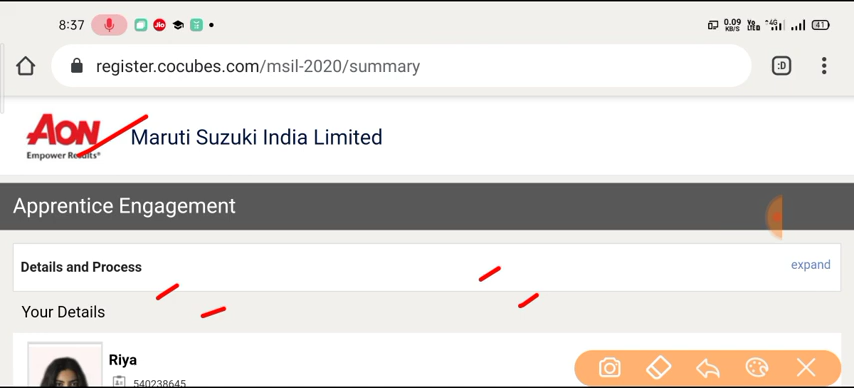 8:37
Jio
0.09 KB/S
Vo LTE
4G
41
register.cocubes.com/msil-2020/summary
:D
AON
Empower Results®
Maruti Suzuki India Limited
Apprentice Engagement
Details and Process
expand
Your Details
Riya
540238645